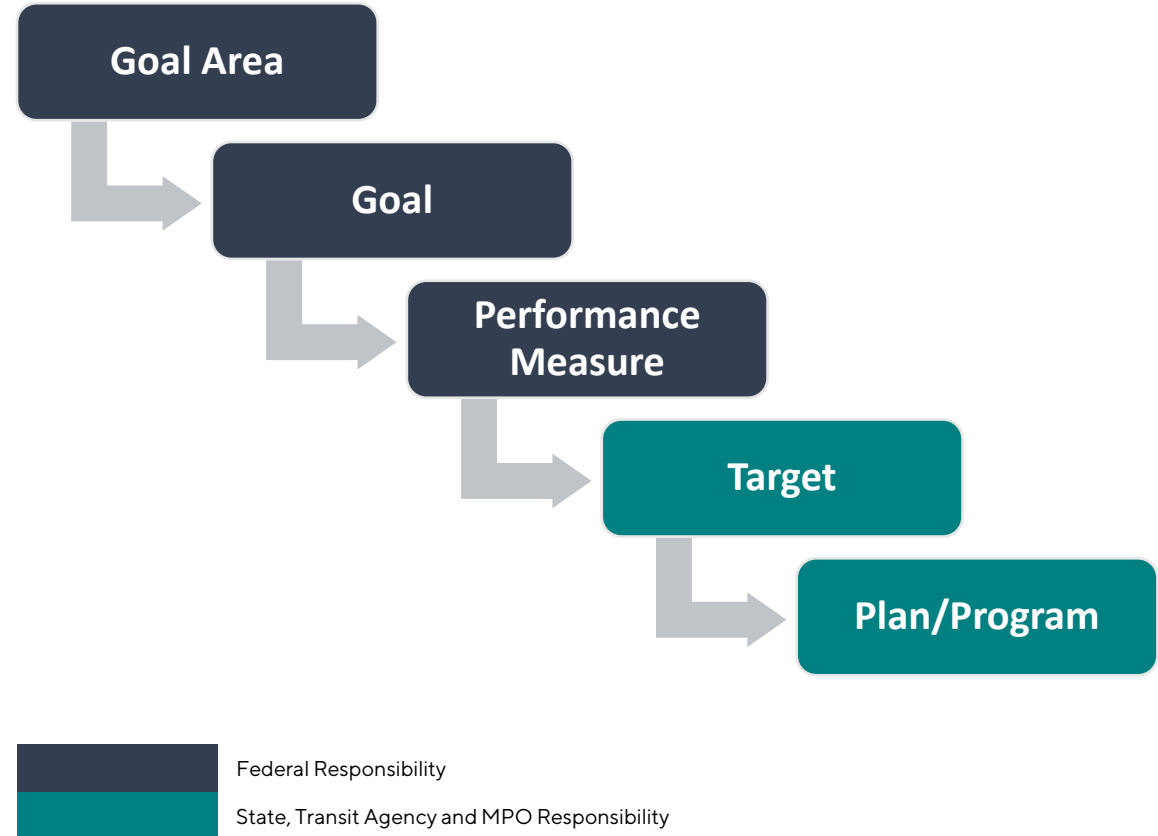 Goal Area
Goal
Performance
Measure
Target
Plan/Program
Federal Responsibility
State, Transit Agency and MPO Responsibility